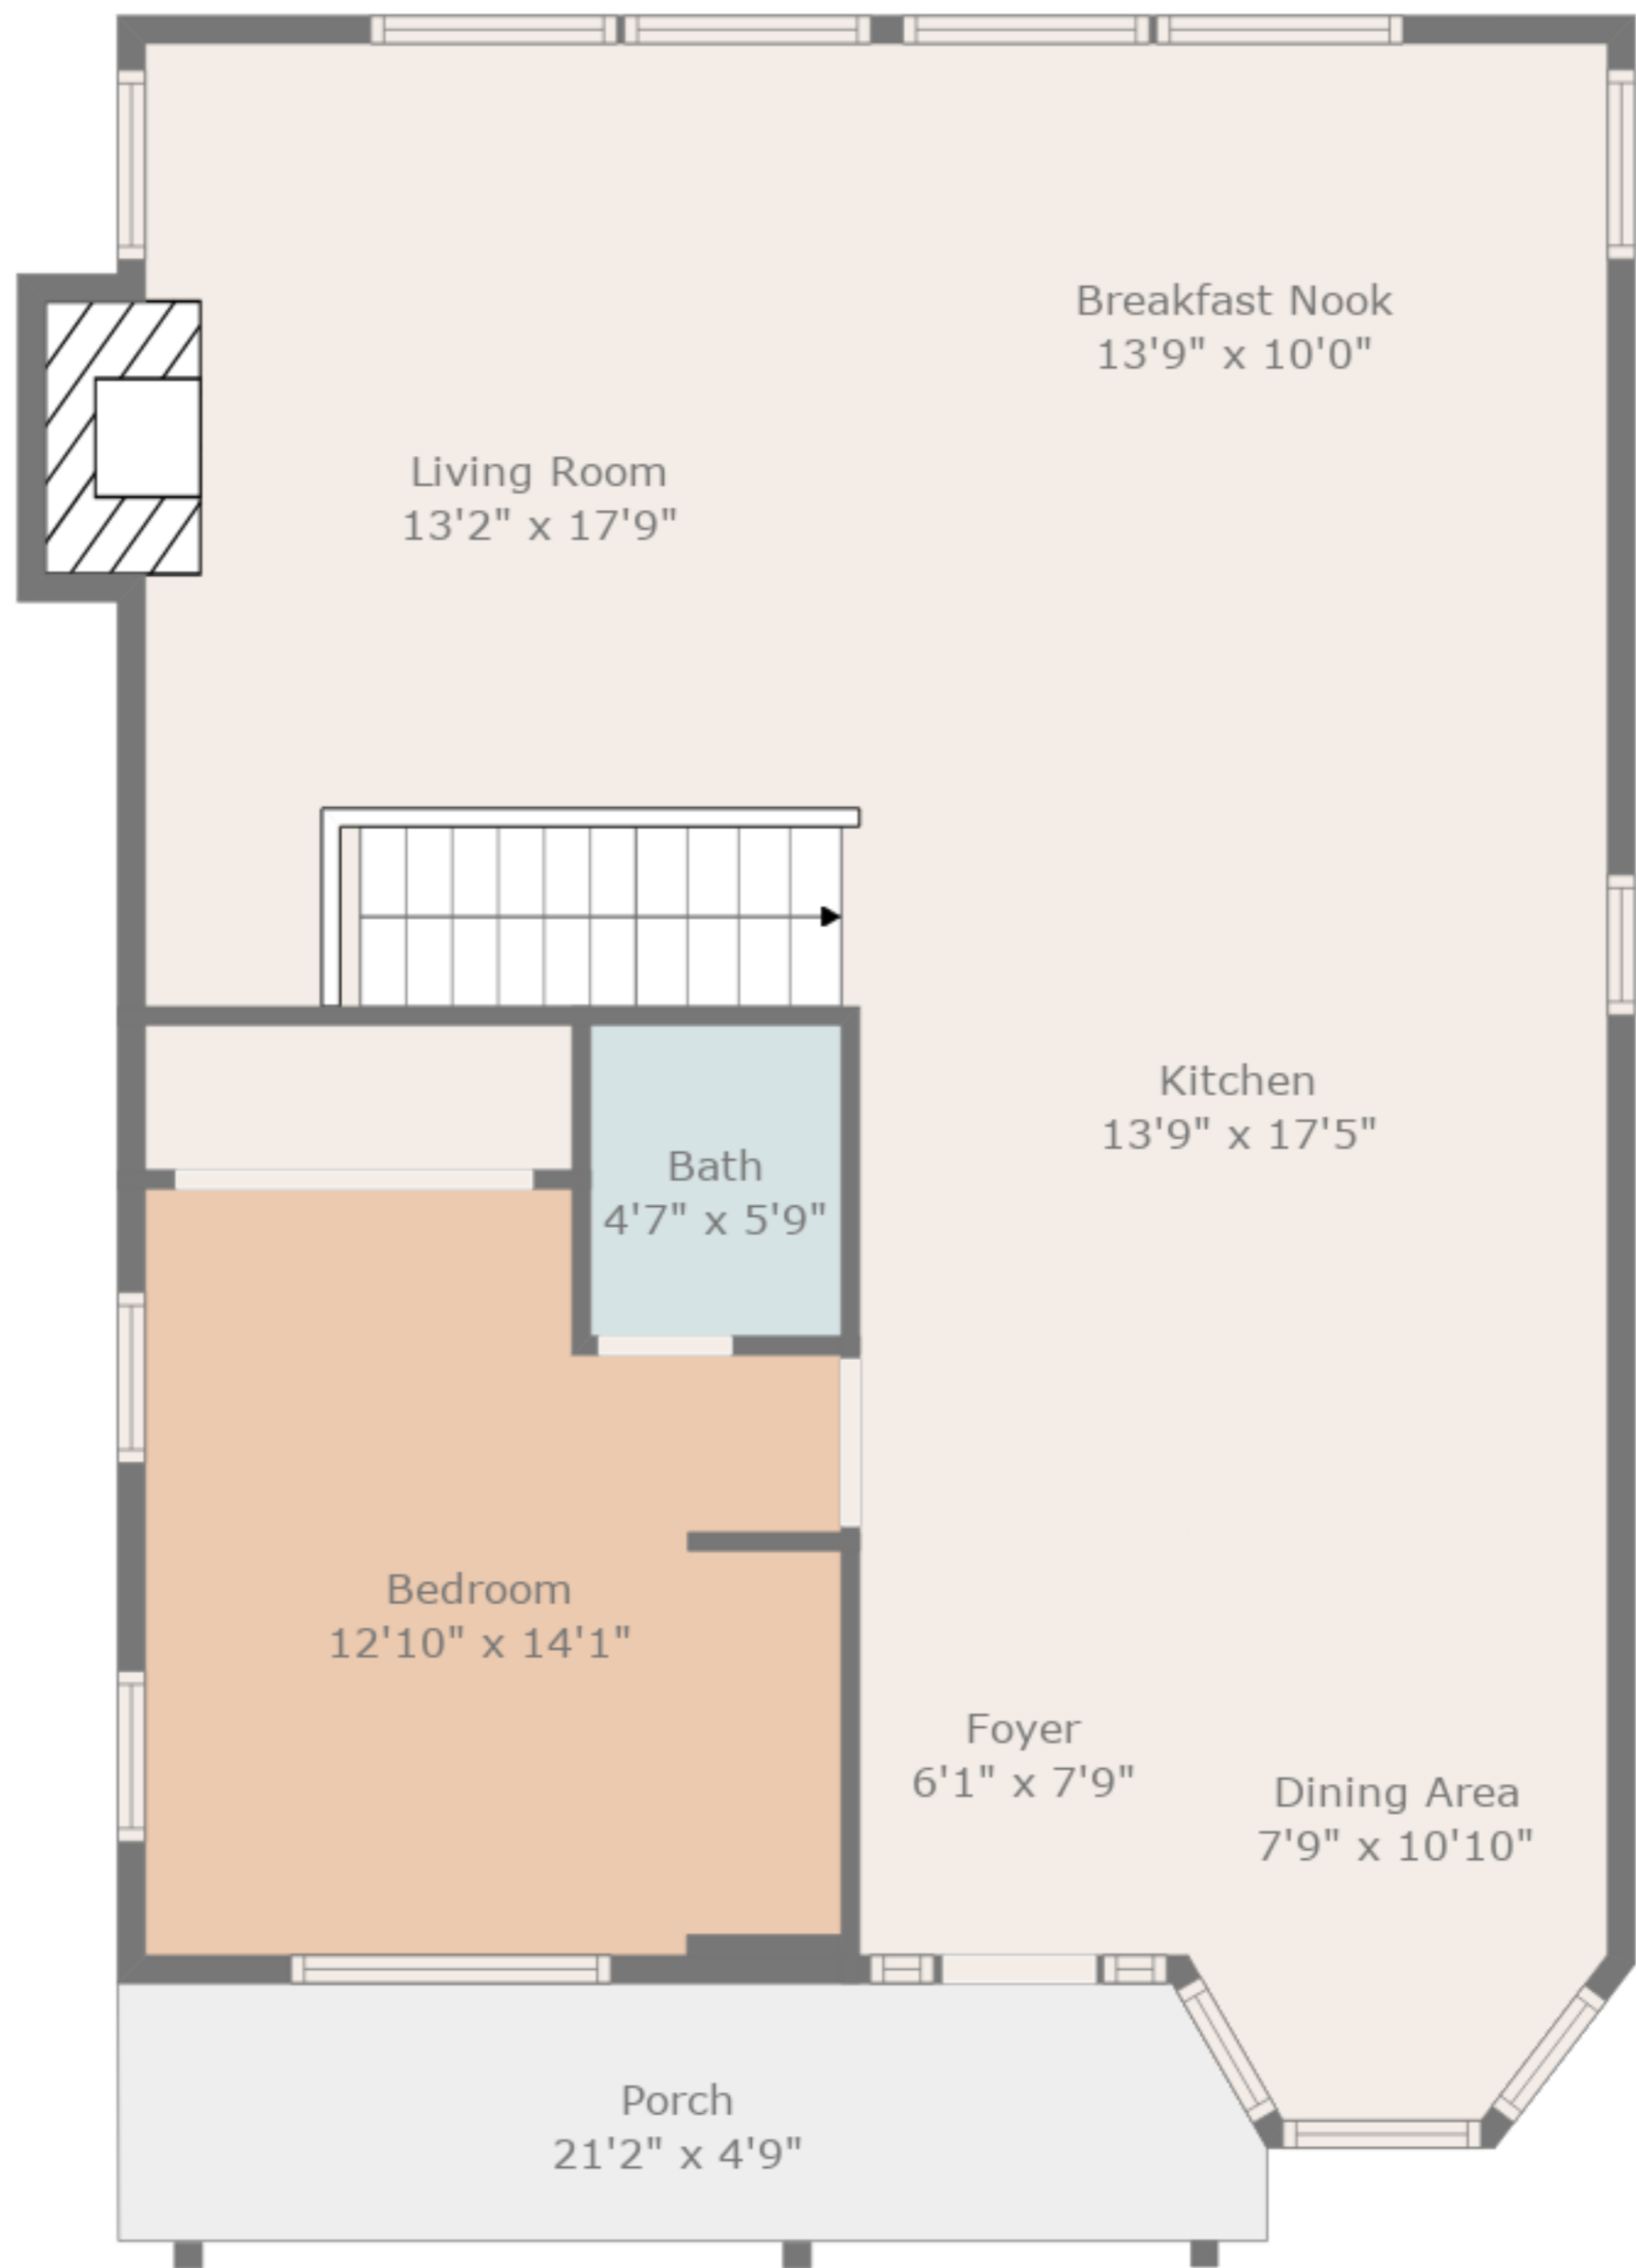 Breakfast Nook
13'9" x 10'0"
Living Room
13'2" x 17'9"
Kitchen
13'9" x 17'5"
Bath
4'7" x 5'9"
Bedroom
12'10" x 14'1"
Foyer
6'1" x 7'9"
Dining Area
7'9" x 10'10"
Porch
21'2" x 4'9"